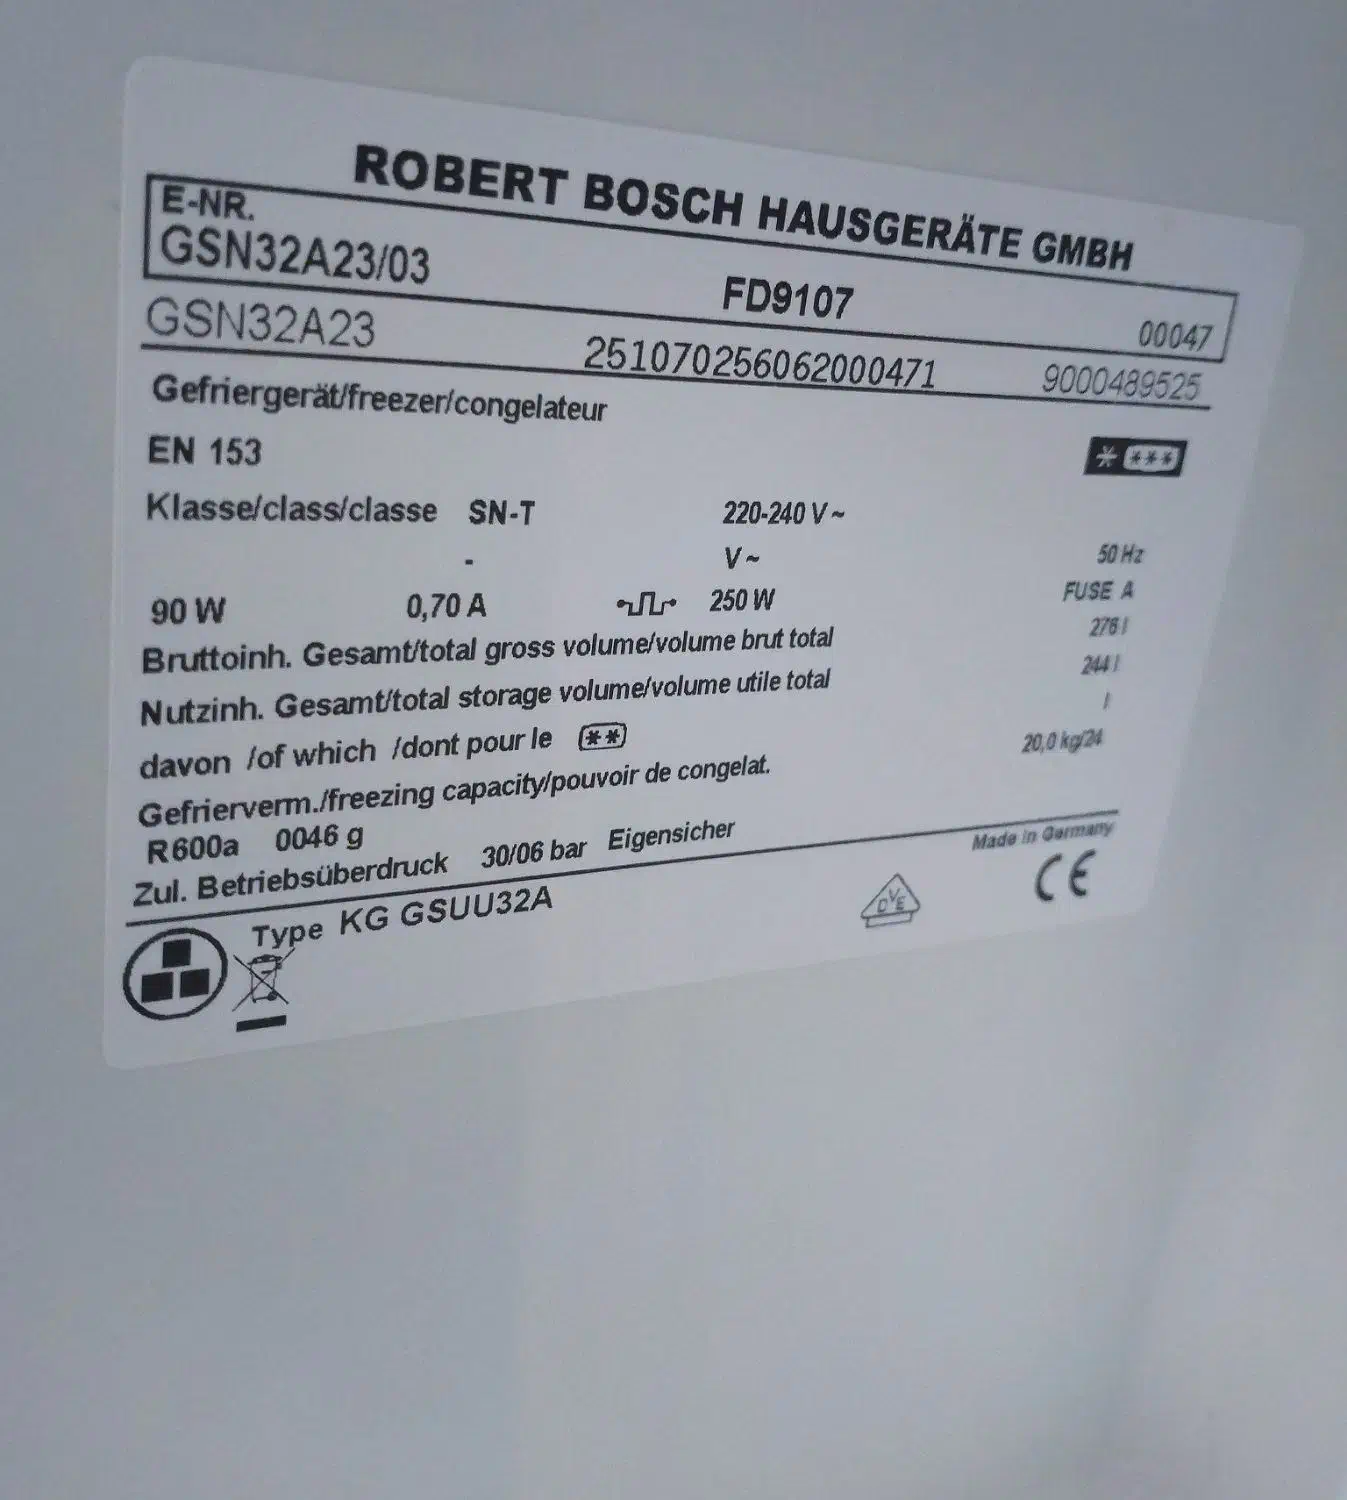 ROBERT BOSCH HAUSGERÄTE GMBH
E-NR.
GSN32A23/03 FD9107 00047
GSN32A23 251070256062000471 9000489525
Gefriergerät/freezer/congelateur
EN 153 * ***
Klasse/class/classe SN-T 220-240 V ~
- V ~ 50 Hz
90 W 0,70 A 250 W FUSE A
Bruttoinh. Gesamt/total gross volume/volume brut total 276 l
Nutzinh. Gesamt/total storage volume/volume utile total 244 l
davon /of which /dont pour le ** l
Gefrierverm./freezing capacity/pouvoir de congelat. 20,0 kg/24
R600a 0046 g
Zul. Betriebsüberdruck 30/06 bar Eigensicher Made in Germany
Type KG GSUU32A DVE CE